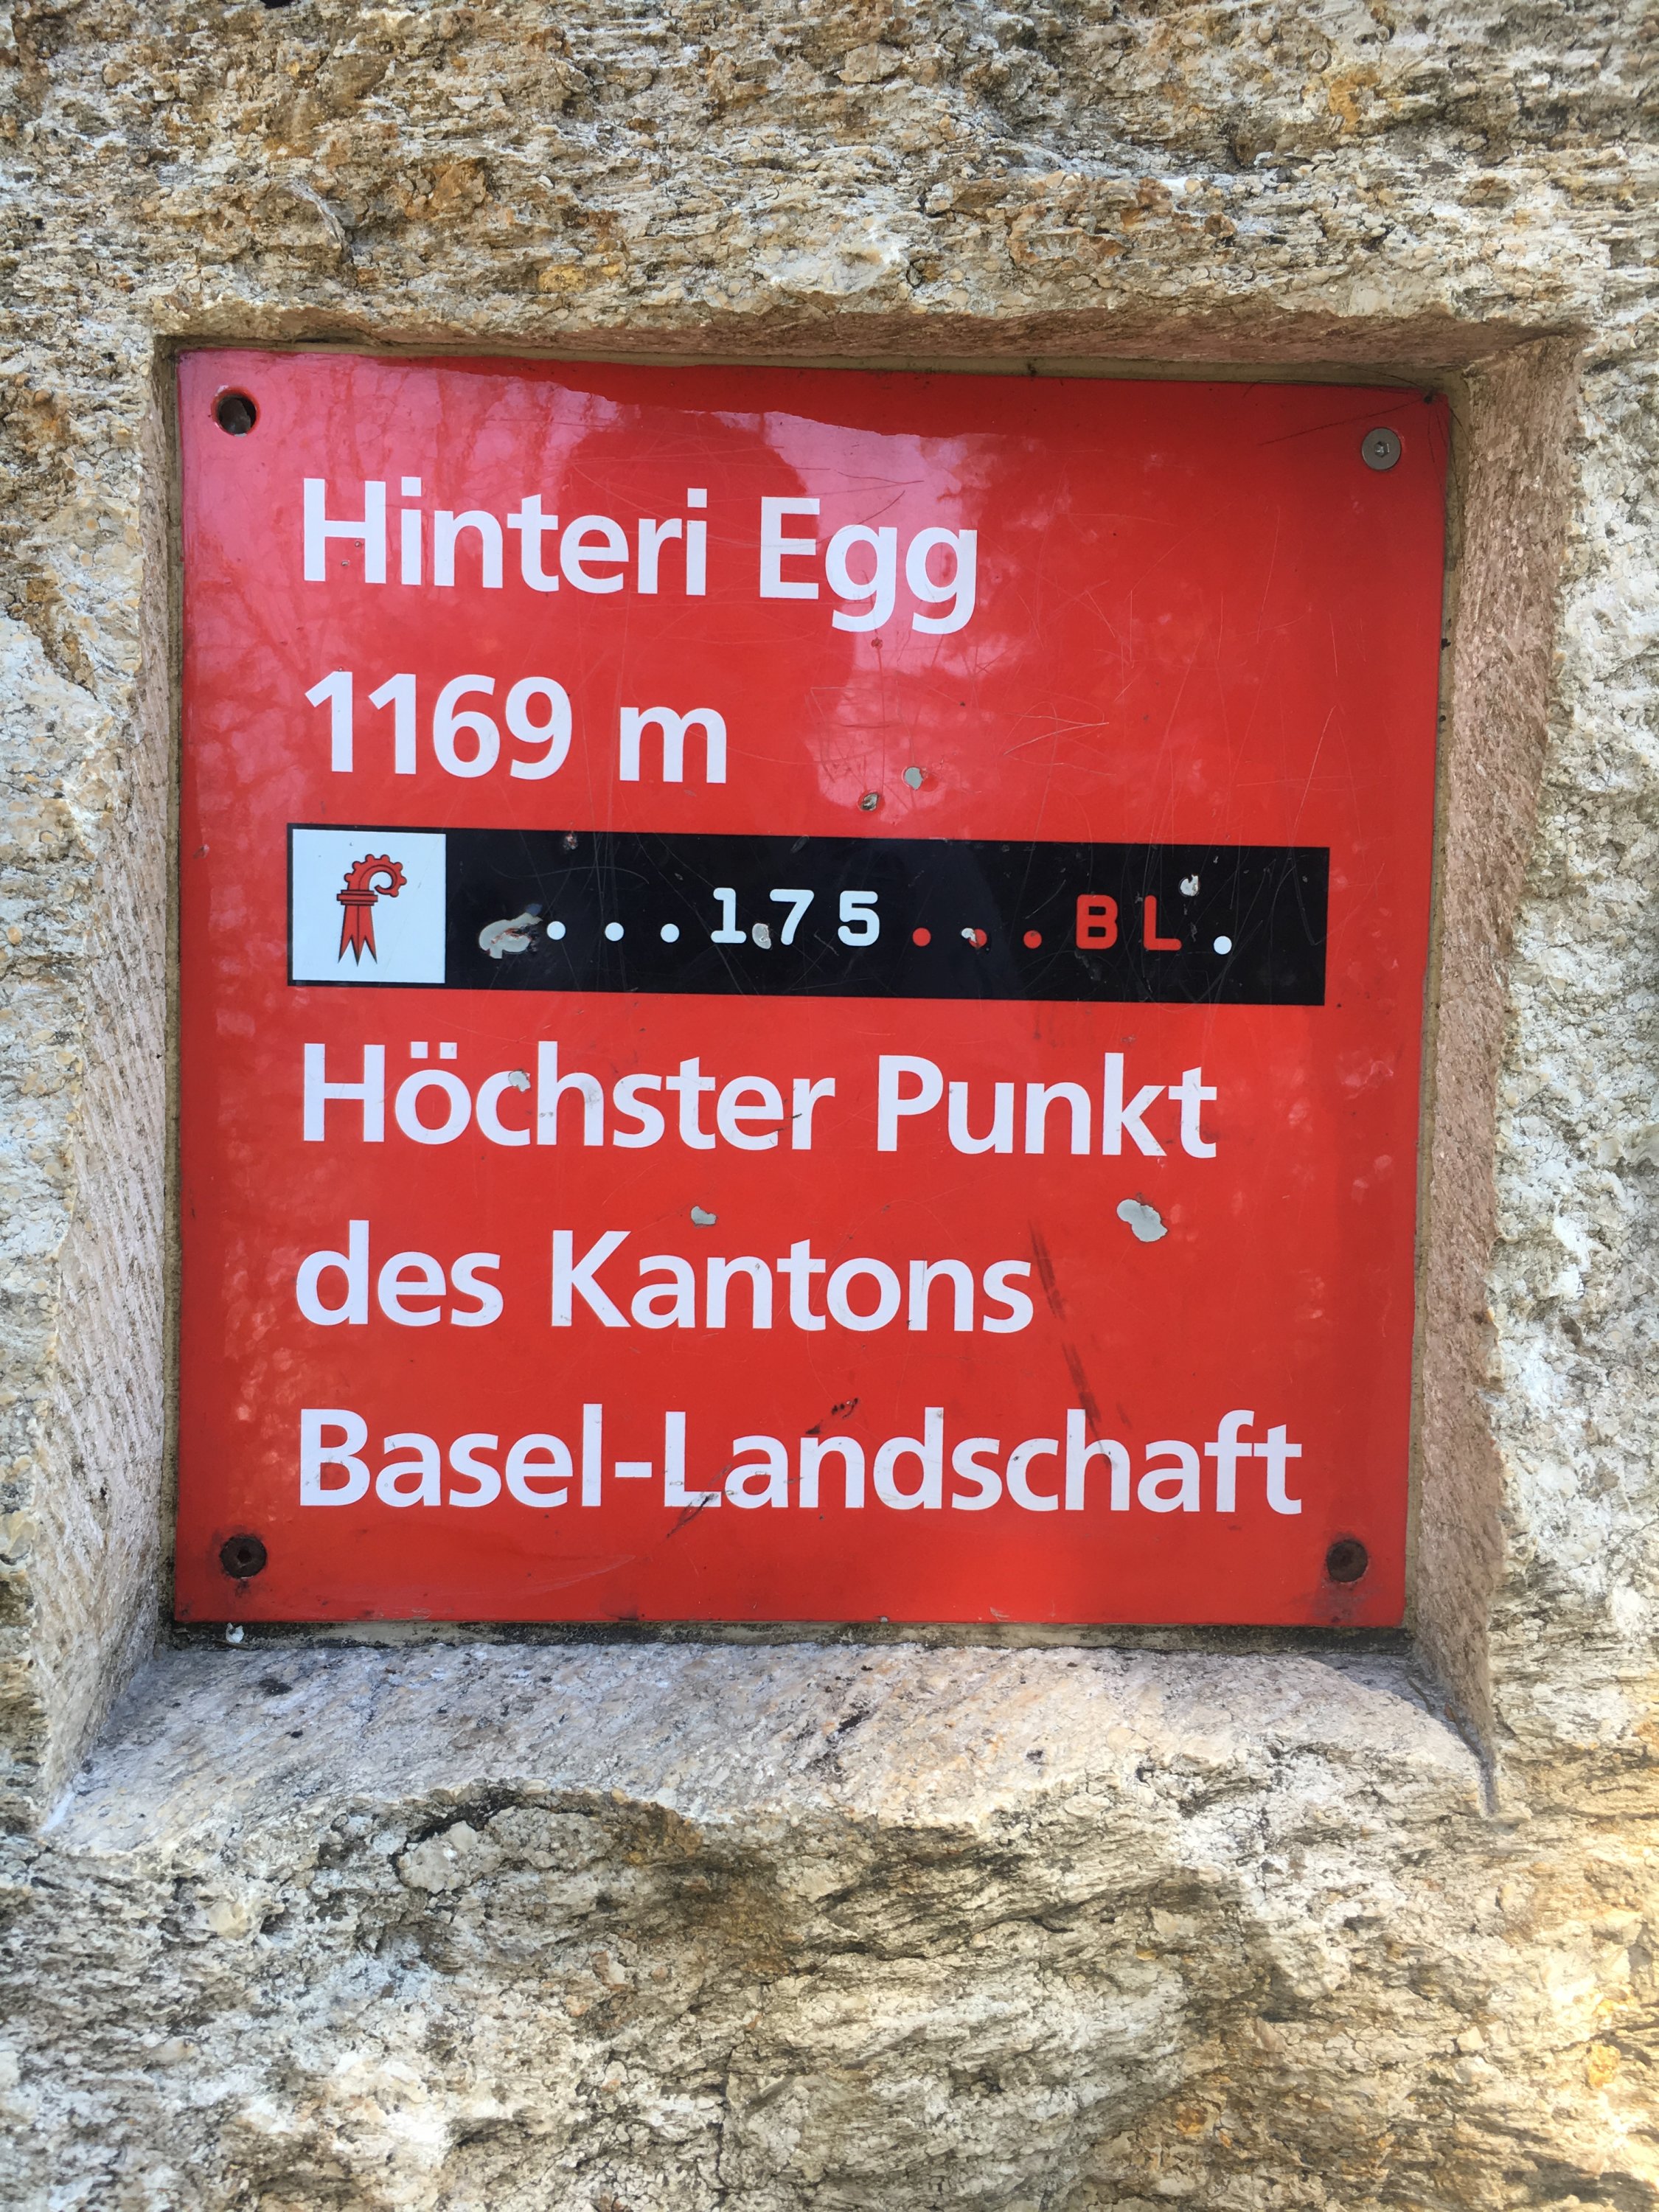 Hinteri Egg
1169 m
....175...BL.
Höchster Punkt
des Kantons
Basel-Landschaft